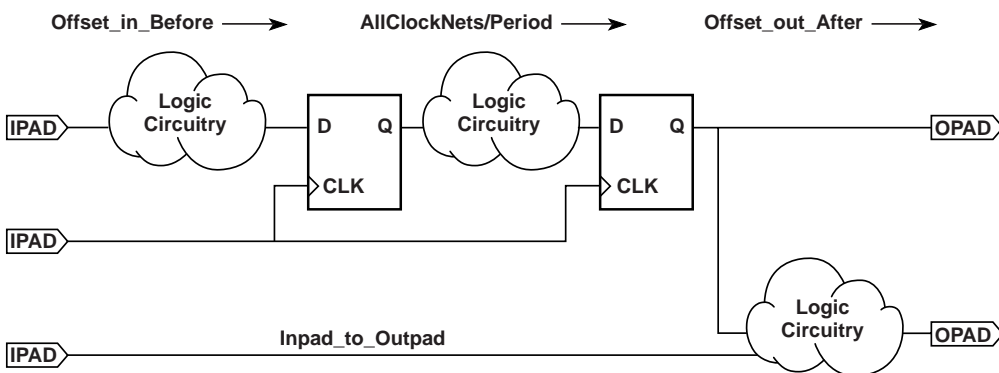 Offset_in_Before
AllClockNets/Period
Offset_out_After
Logic
Circuitry
Logic
Circuitry
IPAD
D
Q
D
Q
OPAD
CLK
CLK
IPAD
Logic
Circuitry
Inpad_to_Outpad
IPAD
OPAD